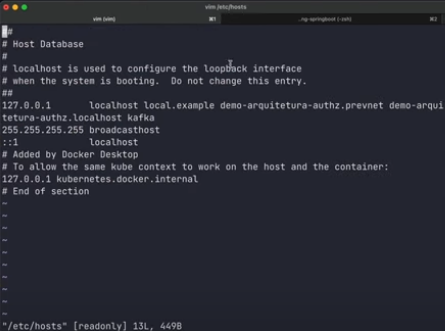 vim /etc/hosts
vim (vim) ⌘1 ..ng-springboot (-zsh) ⌘2
##
# Host Database
#
# localhost is used to configure the loopback interface
# when the system is booting.  Do not change this entry.
##
127.0.0.1       localhost local.example demo-arquitetura-authz.prevnet demo-arqui
tetura-authz.localhost kafka
255.255.255.255 broadcasthost
::1             localhost
# Added by Docker Desktop
# To allow the same kube context to work on the host and the container:
127.0.0.1 kubernetes.docker.internal
# End of section
~
~
~
~
~
~
~
~
~
~
"/etc/hosts" [readonly] 13L, 449B